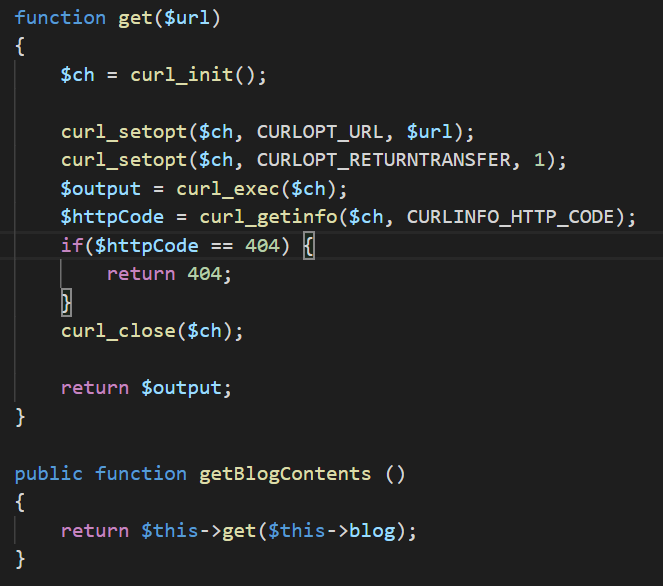 function get($url)
{
    $ch = curl_init();

    curl_setopt($ch, CURLOPT_URL, $url);
    curl_setopt($ch, CURLOPT_RETURNTRANSFER, 1);
    $output = curl_exec($ch);
    $httpCode = curl_getinfo($ch, CURLINFO_HTTP_CODE);
    if($httpCode == 404) {
        return 404;
    }
    curl_close($ch);

    return $output;
}

public function getBlogContents ()
{
    return $this->get($this->blog);
}